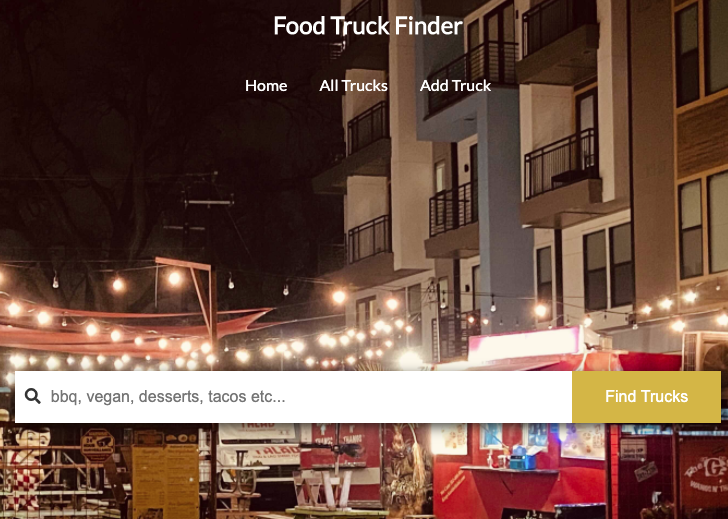 Food Truck Finder
Home All Trucks Add Truck
bbq, vegan, desserts, tacos etc...
Find Trucks